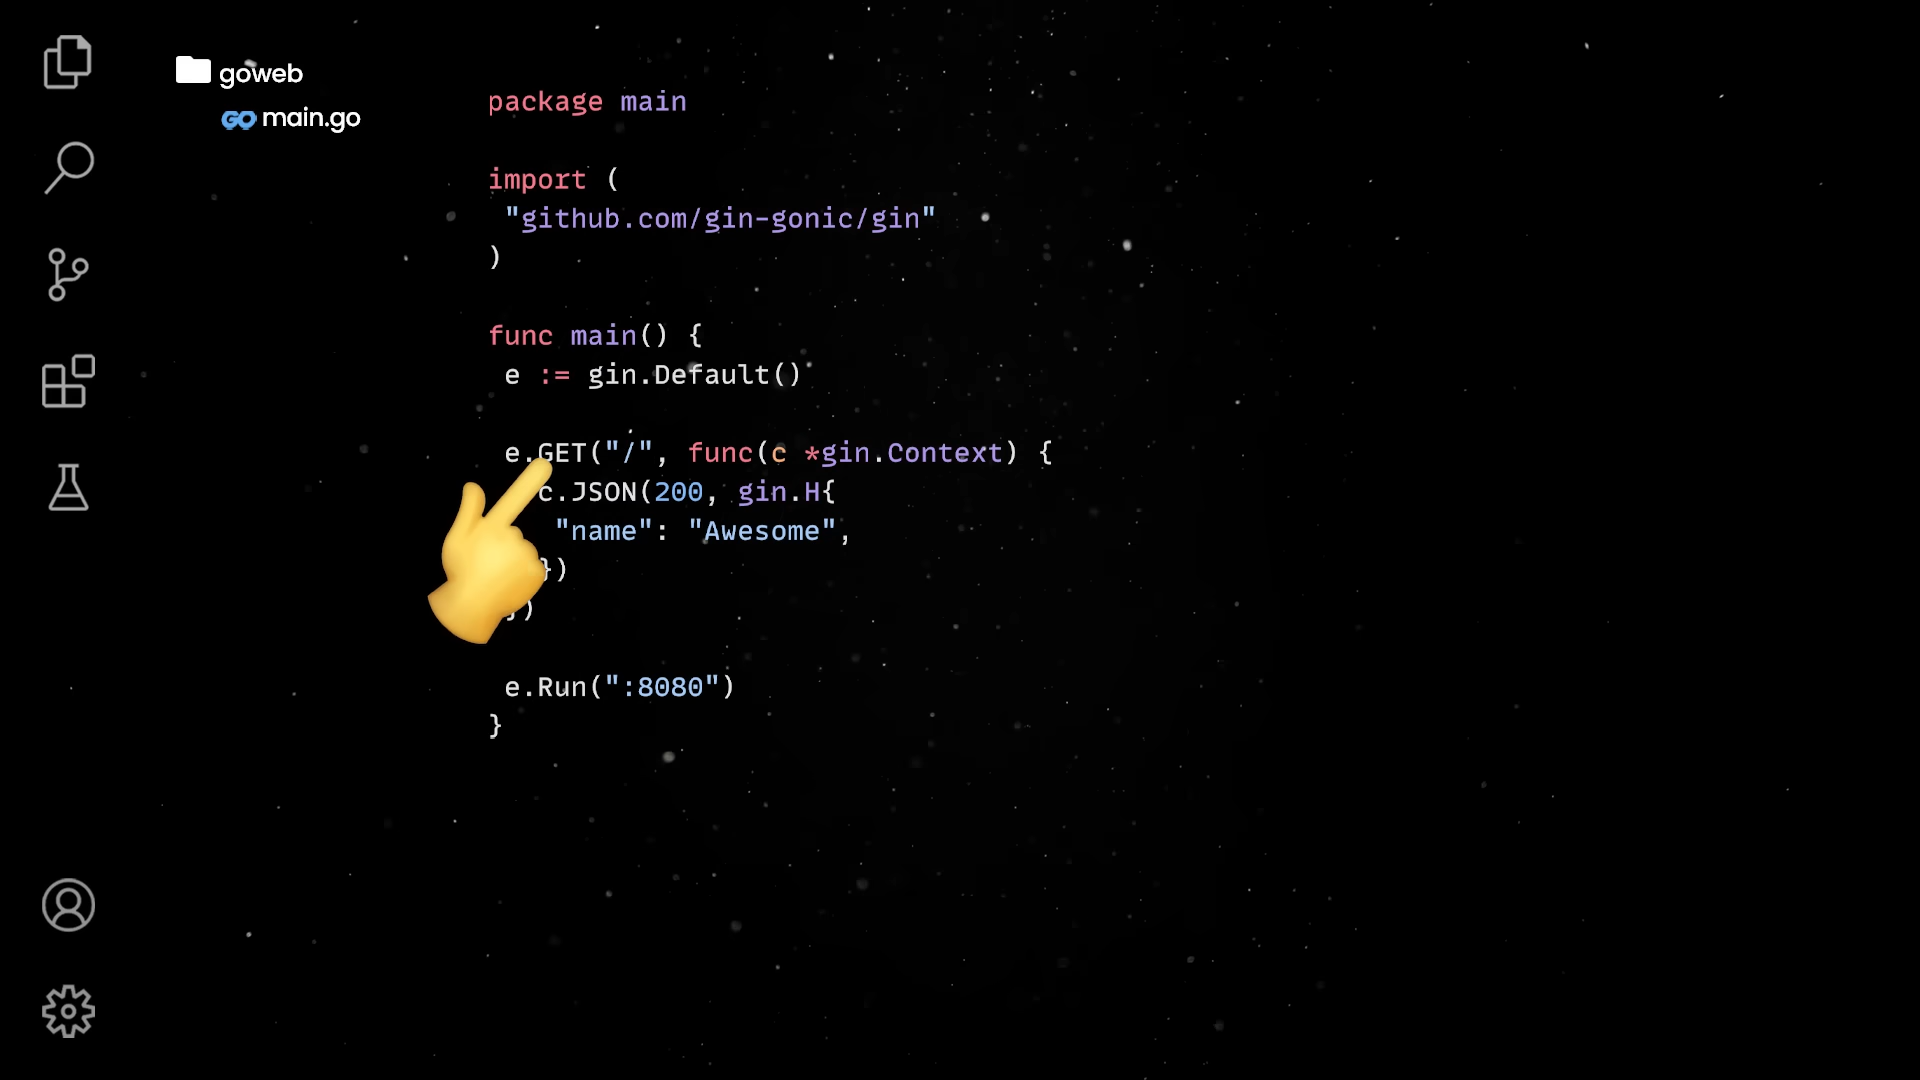 goweb
GO main.go
package main
import (
"github.com/gin-gonic/gin"
)
func main() {
e := gin.Default()
e.GET("/", func(c *gin.Context) {
c.JSON(200, gin.H{
"name": "Awesome",
})
})
e.Run(":8080")
}